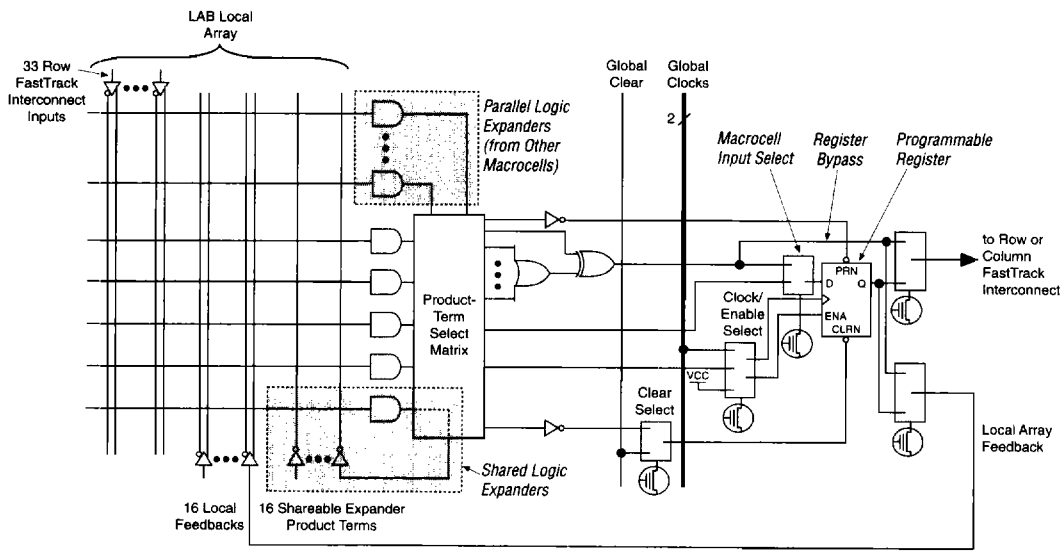 LAB Local
Array
33 Row
FastTrack
Interconnect
Inputs
Parallel Logic
Expanders
(from Other
Macrocells)
Global
Clear
Global
Clocks
2
Macrocell
Input Select
Register
Bypass
Programmable
Register
to Row or
Column
FastTrack
Interconnect
PRN
D
Q
ENA
CLRN
Product-
Term
Select
Matrix
Clock/
Enable
Select
VCC
Clear
Select
Local Array
Feedback
Shared Logic
Expanders
16 Local
Feedbacks
16 Shareable Expander
Product Terms